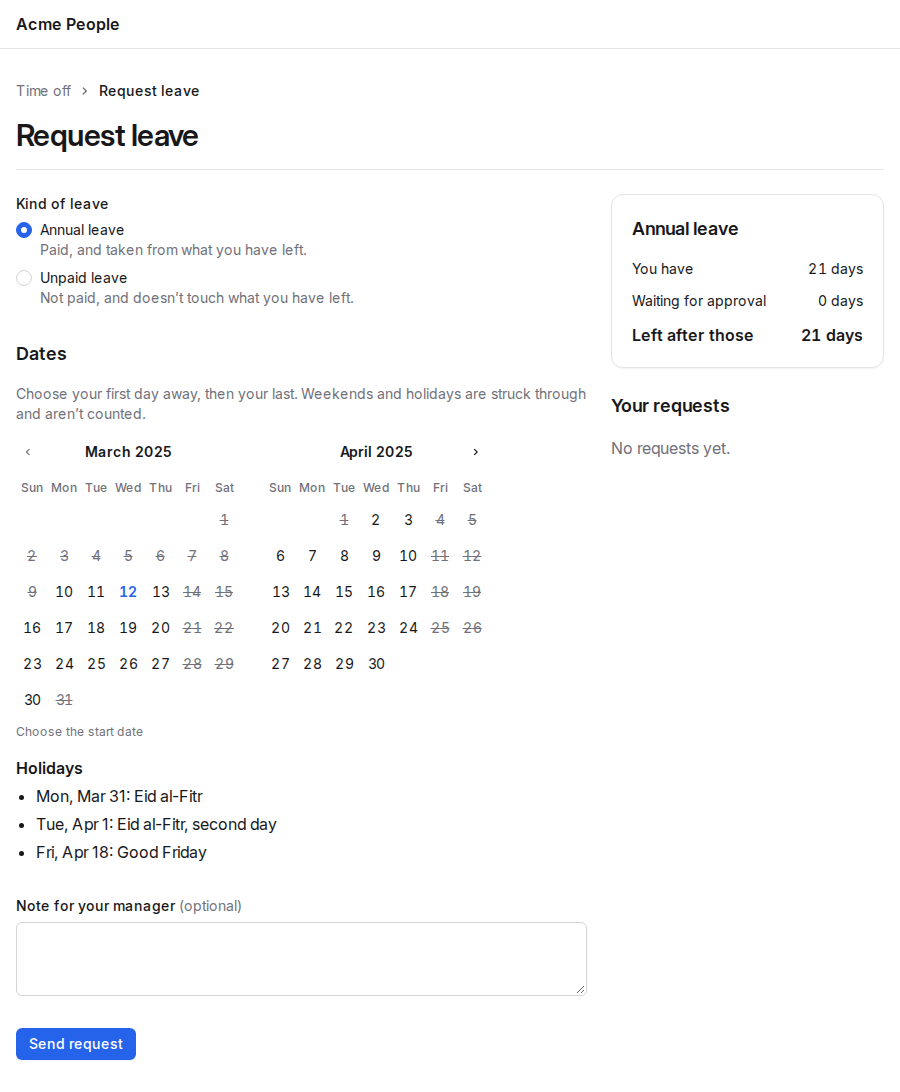 Acme People
Time off > Request leave
Request leave
Kind of leave
Annual leave
Paid, and taken from what you have left.
Unpaid leave
Not paid, and doesn’t touch what you have left.
Dates
Choose your first day away, then your last. Weekends and holidays are struck through
and aren’t counted.
March 2025
Sun Mon Tue Wed Thu Fri Sat
1
2 3 4 5 6 7 8
9 10 11 12 13 14 15
16 17 18 19 20 21 22
23 24 25 26 27 28 29
30 31
April 2025
Sun Mon Tue Wed Thu Fri Sat
1 2 3 4 5
6 7 8 9 10 11 12
13 14 15 16 17 18 19
20 21 22 23 24 25 26
27 28 29 30
Choose the start date
Holidays
• Mon, Mar 31: Eid al-Fitr
• Tue, Apr 1: Eid al-Fitr, second day
• Fri, Apr 18: Good Friday
Note for your manager (optional)
Send request
Annual leave
You have 21 days
Waiting for approval 0 days
Left after those 21 days
Your requests
No requests yet.